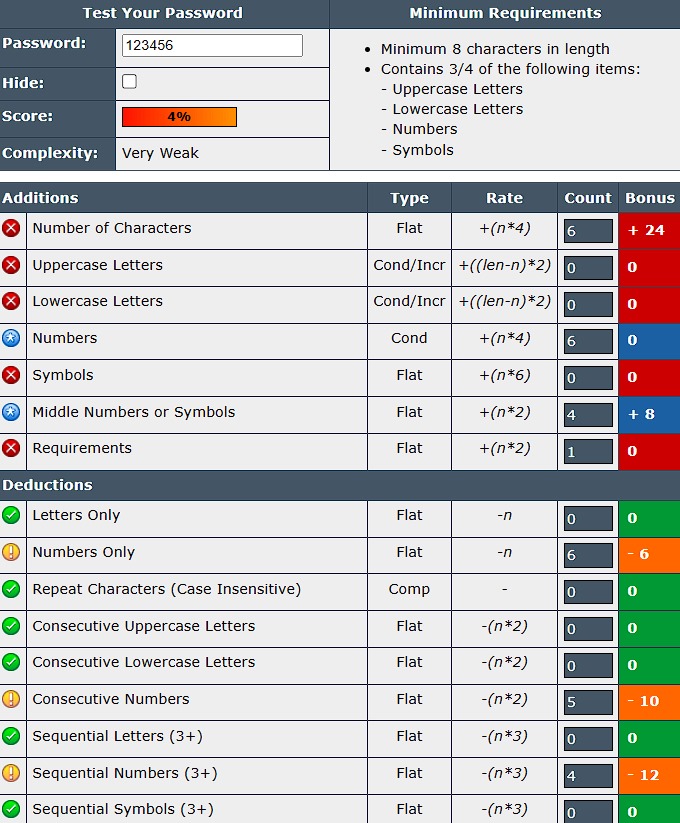 Test Your Password Minimum Requirements
Password: 123456
Hide:
Score: 4%
Complexity: Very Weak
• Minimum 8 characters in length
• Contains 3/4 of the following items:
- Uppercase Letters
- Lowercase Letters
- Numbers
- Symbols
Additions Type Rate Count Bonus
Number of Characters Flat +(n*4) 6 + 24
Uppercase Letters Cond/Incr +((len-n)*2) 0 0
Lowercase Letters Cond/Incr +((len-n)*2) 0 0
Numbers Cond +(n*4) 6 0
Symbols Flat +(n*6) 0 0
Middle Numbers or Symbols Flat +(n*2) 4 + 8
Requirements Flat +(n*2) 1 0
Deductions
Letters Only Flat -n 0 0
Numbers Only Flat -n 6 - 6
Repeat Characters (Case Insensitive) Comp - 0 0
Consecutive Uppercase Letters Flat -(n*2) 0 0
Consecutive Lowercase Letters Flat -(n*2) 0 0
Consecutive Numbers Flat -(n*2) 5 - 10
Sequential Letters (3+) Flat -(n*3) 0 0
Sequential Numbers (3+) Flat -(n*3) 4 - 12
Sequential Symbols (3+) Flat -(n*3) 0 0